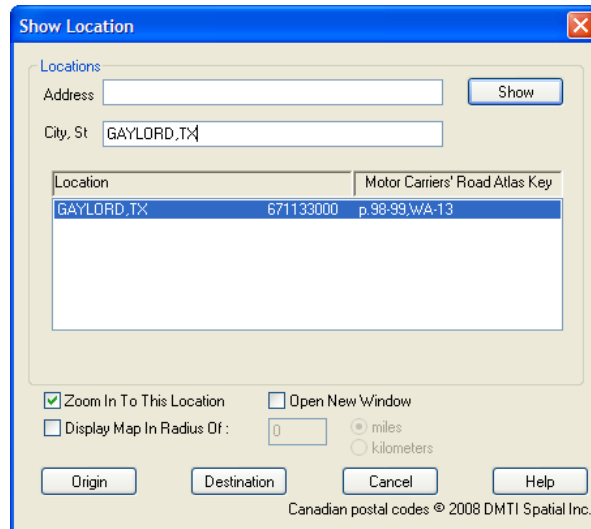 Show Location
Locations
Address
Show
City, St GAYLORD,TX
Location Motor Carriers' Road Atlas Key
GAYLORD,TX 671133000 p.98-99,WA-13
Zoom In To This Location Open New Window
Display Map In Radius Of : 0 miles
kilometers
Origin Destination Cancel Help
Canadian postal codes © 2008 DMTI Spatial Inc.